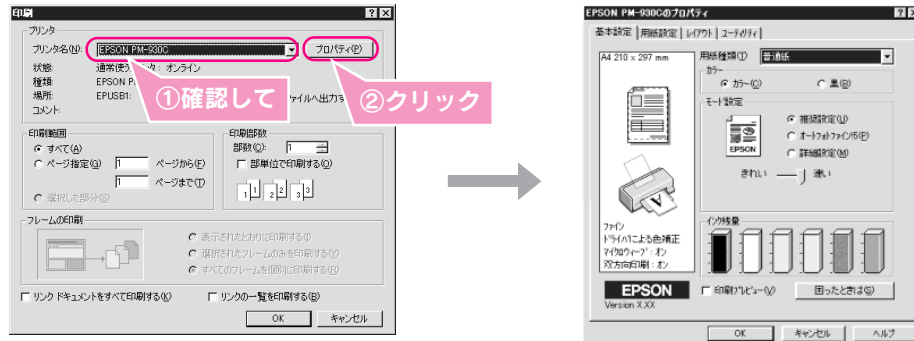 印刷
プリンタ
プリンタ名(N): EPSON PM-930C プロパティ(P)
状態: 通常使う タ: オンライン
種類: EPSON P
場所: EPUSB1: ァイルへ出力す
コメント:
①確認して
②クリック
印刷範囲
すべて(A)
ページ指定(G) 1 ページから(F)
1 ページまで(T)
選択した部分(S)
印刷部数
部数(C): 1
部単位で印刷する(O)
1 1 2 2 3 3
フレームの印刷
表示されたとおりに印刷する(I)
選択されたフレームのみを印刷する(V)
すべてのフレームを個別に印刷する(R)
リンク ドキュメントをすべて印刷する(K) リンクの一覧を印刷する(B)
OK キャンセル
EPSON PM-930Cのプロパティ
基本設定 用紙設定 レイアウト ユーティリティ
A4 210 x 297 mm
用紙種類(T) 普通紙
カラー
カラー(C) 黒(B)
モード設定
推奨設定(U)
オートフォトファイン!5(P)
詳細設定(M)
EPSON
きれい 速い
ファイン
ドライバによる色補正
マイクロウィーブ : オン
双方向印刷 : オン
インク残量
EPSON
Version X.XX
印刷プレビュー(V) 困ったときは(S)
OK キャンセル ヘルプ